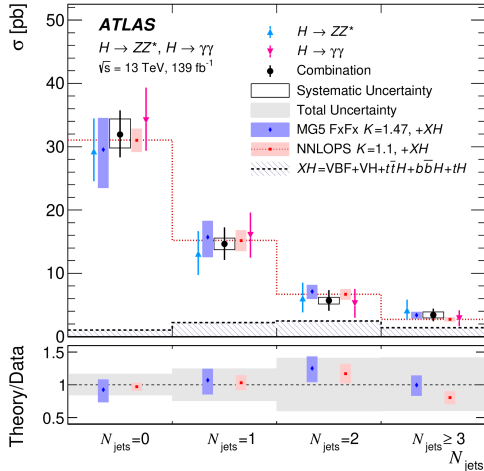 σ [pb]
50
40
30
20
10
0
ATLAS
H → ZZ*, H → γγ
√s = 13 TeV, 139 fb⁻¹
H → ZZ*
H → γγ
Combination
Systematic Uncertainty
Total Uncertainty
MG5 FxFx K=1.47, +XH
NNLOPS K=1.1, +XH
XH=VBF+VH+tt̄H+bb̄H+tH
Theory/Data
1.5
1.0
0.6
N_jets=0
N_jets=1
N_jets=2
N_jets≥ 3
N_jets